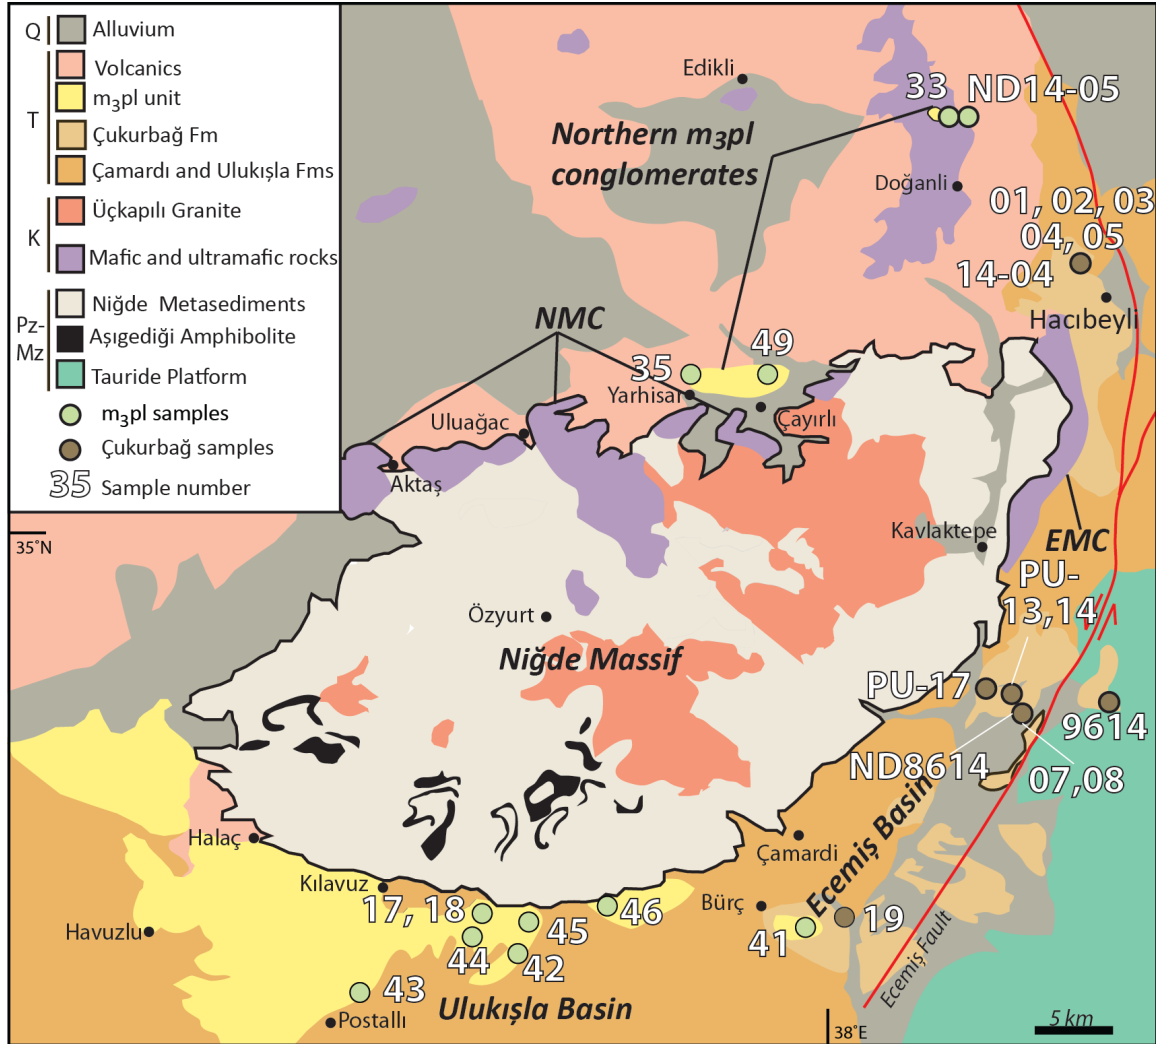 Q
Alluvium
T
Volcanics
m₃pl unit
Çukurbağ Fm
Çamardı and Ulukışla Fms
K
Üçkapılı Granite
Mafic and ultramafic rocks
Pz-
Mz
Niğde Metasediments
Aşıgediği Amphibolite
Tauride Platform
m₃pl samples
Çukurbağ samples
35 Sample number
Edikli
33
ND14-05
Northern m₃pl
conglomerates
Doğanli
01, 02, 03
04, 05
14-04
Hacıbeyli
NMC
35
49
Yarhisar
Çayırlı
Uluağac
Aktaş
35°N
Kavlaktepe
EMC
PU-
13,14
Özyurt
Niğde Massif
PU-17
9614
ND8614
07,08
Ecemiş Basin
Halaç
Çamardi
Kılavuz
17, 18
46
Bürç
45
41
19
Havuzlu
44
42
43
Ulukışla Basin
Ecemiş Fault
Postallı
38°E
5 km